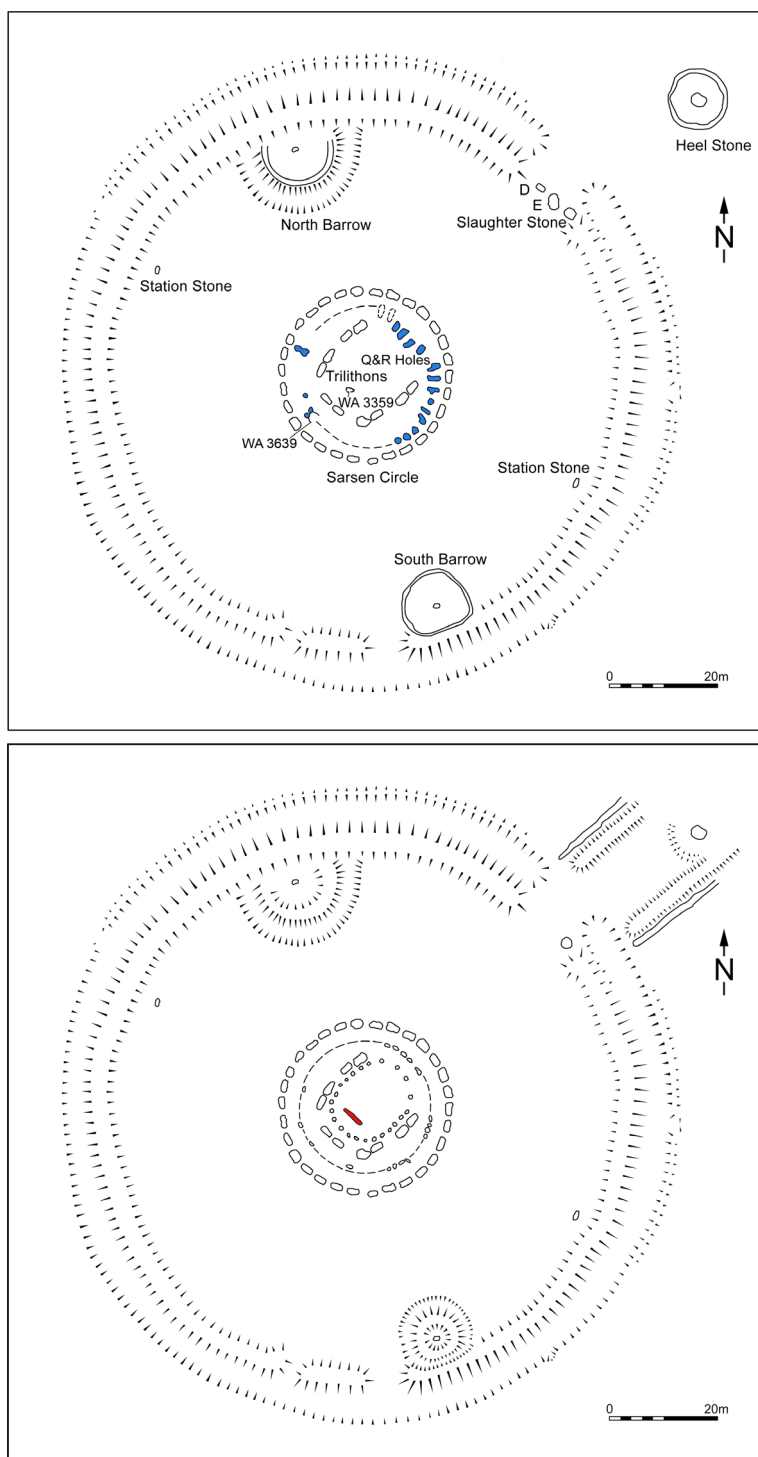 Heel Stone
D
E
Slaughter Stone
N
North Barrow
Station Stone
Q&R Holes
Trilithons
WA 3359
WA 3639
Sarsen Circle
Station Stone
South Barrow
0 20m
N
0 20m